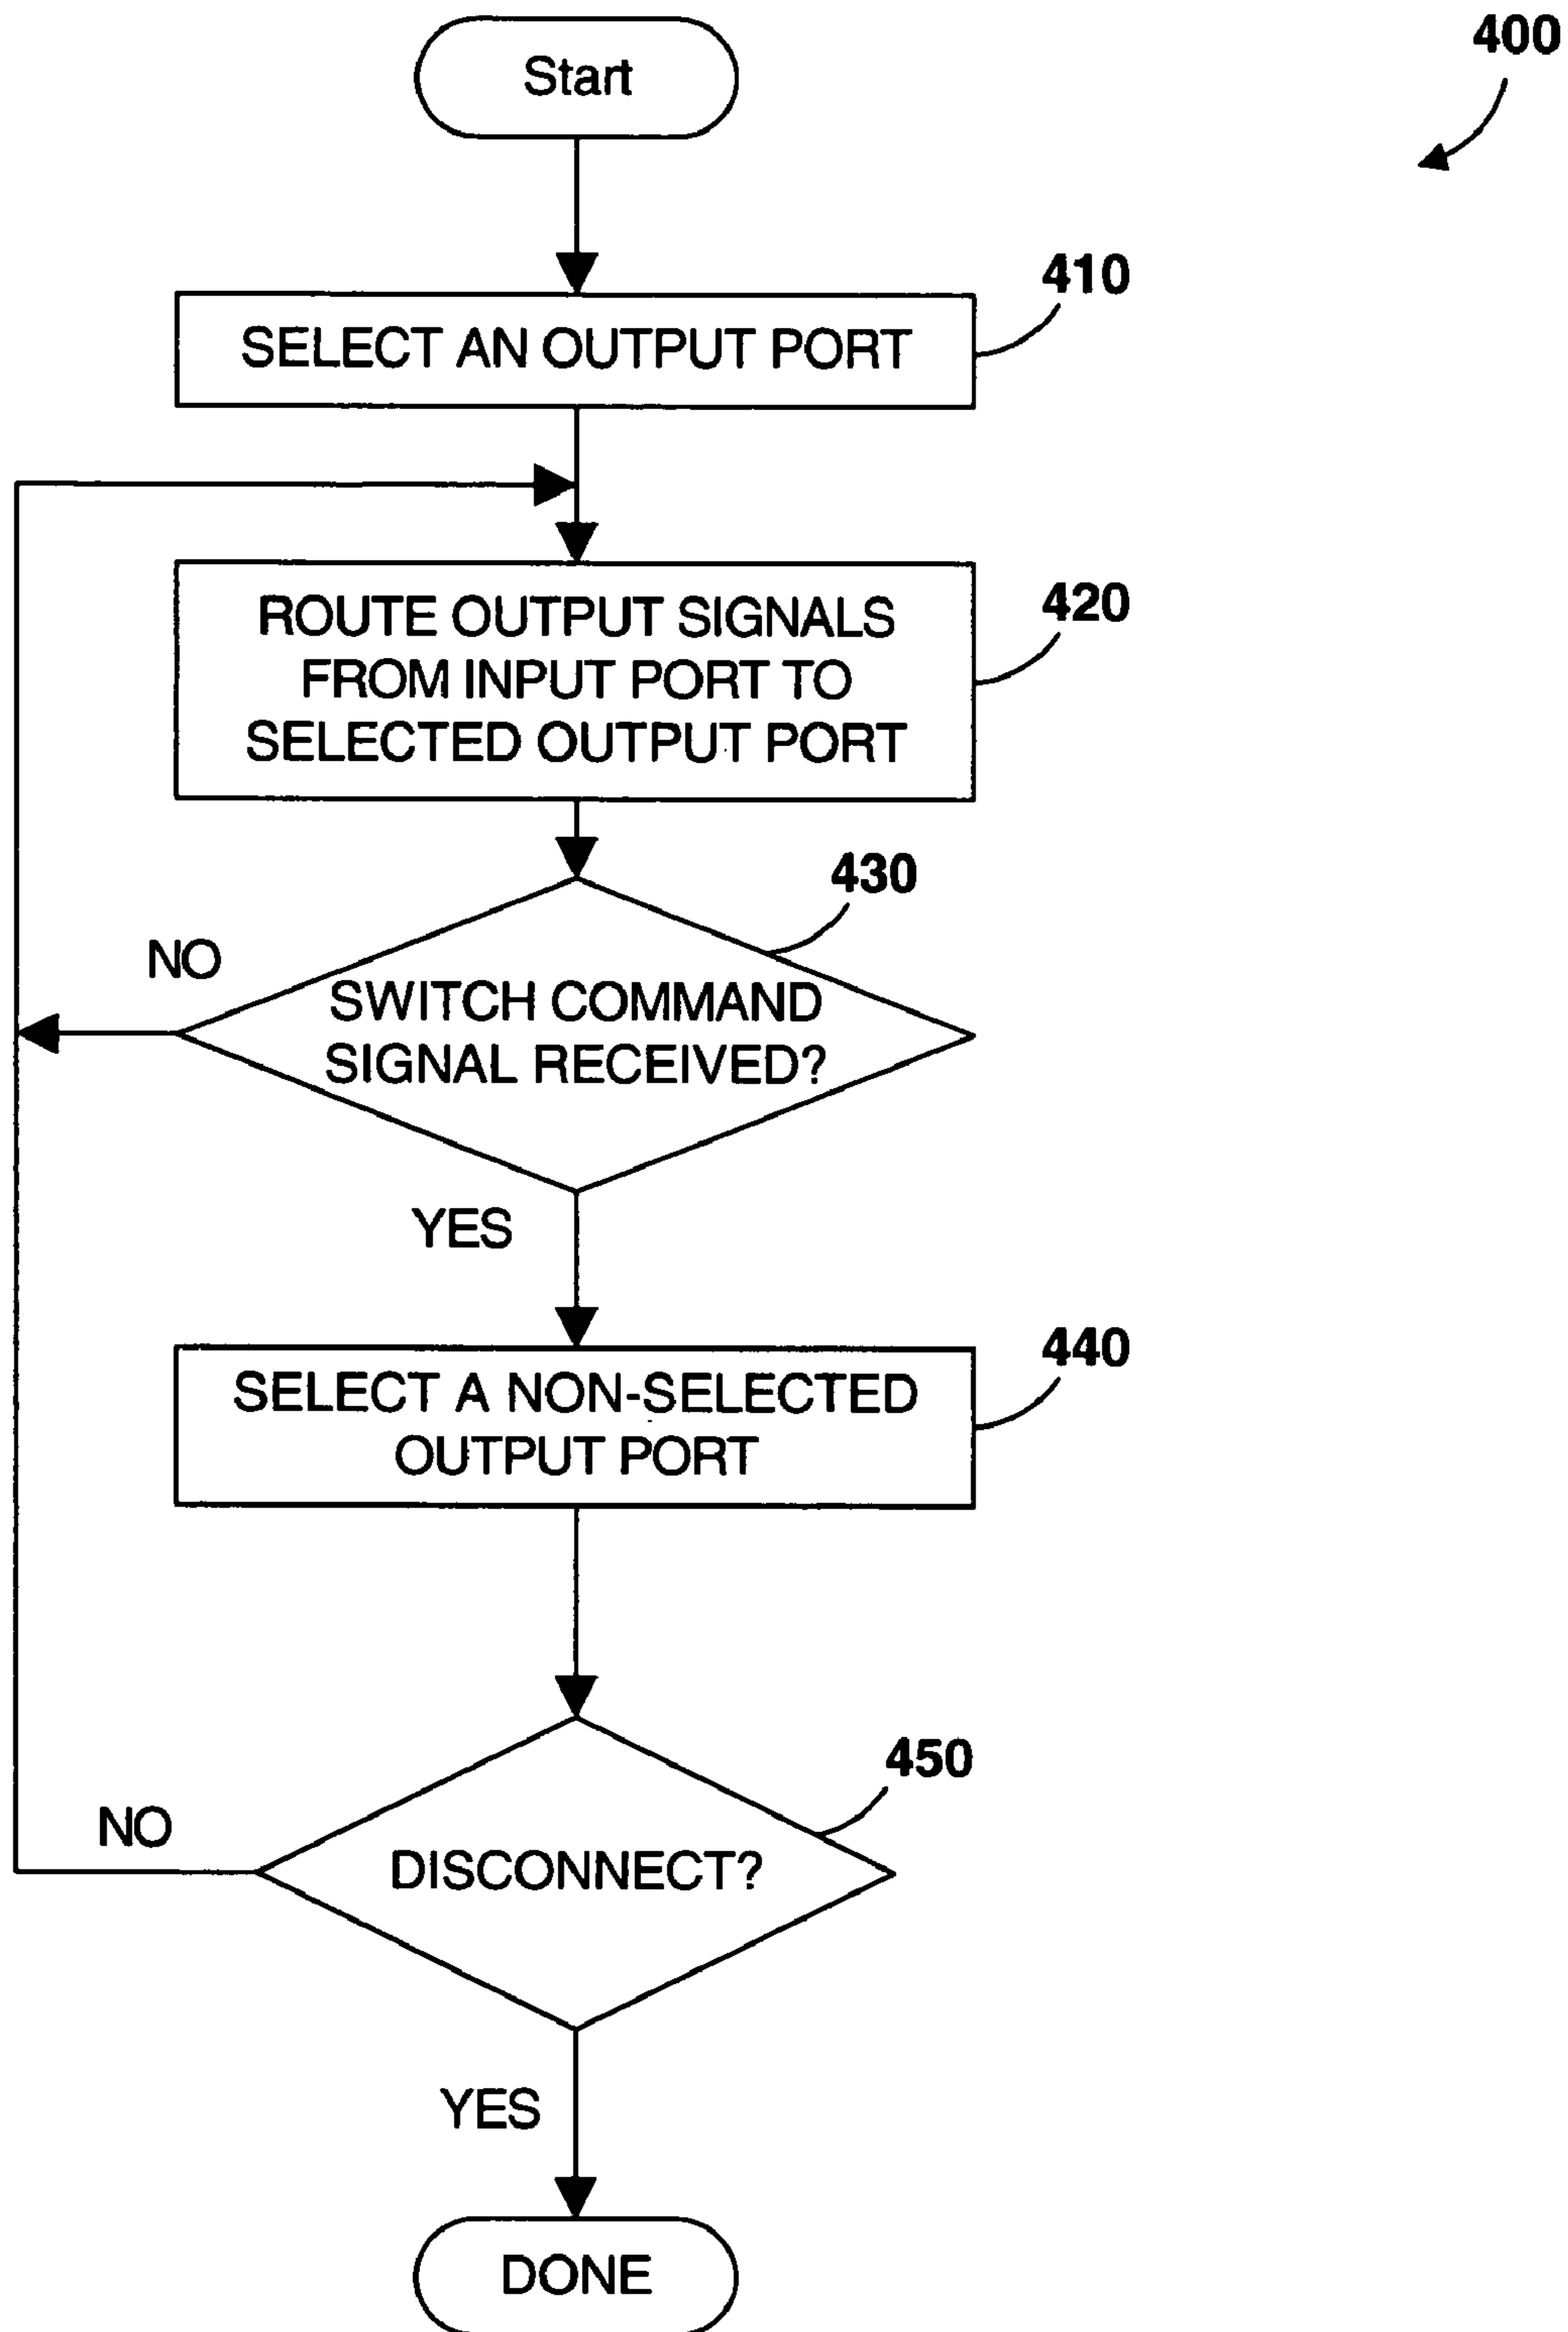 Start
400
410
SELECT AN OUTPUT PORT
420
ROUTE OUTPUT SIGNALS
FROM INPUT PORT TO
SELECTED OUTPUT PORT
430
NO
SWITCH COMMAND
SIGNAL RECEIVED?
YES
440
SELECT A NON-SELECTED
OUTPUT PORT
450
NO
DISCONNECT?
YES
DONE